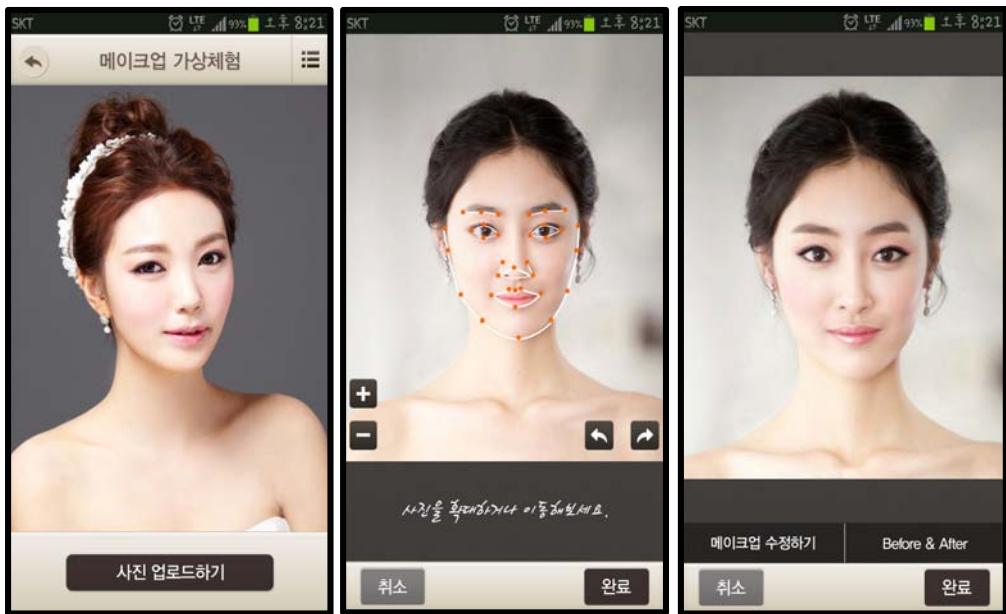 SKT LTE 93% 오후 8:21
메이크업 가상체험
사진 업로드하기
SKT LTE 93% 오후 8:21
사진을 확대하거나 이동해보세요.
취소 완료
SKT LTE 93% 오후 8:21
메이크업 수정하기 Before & After
취소 완료